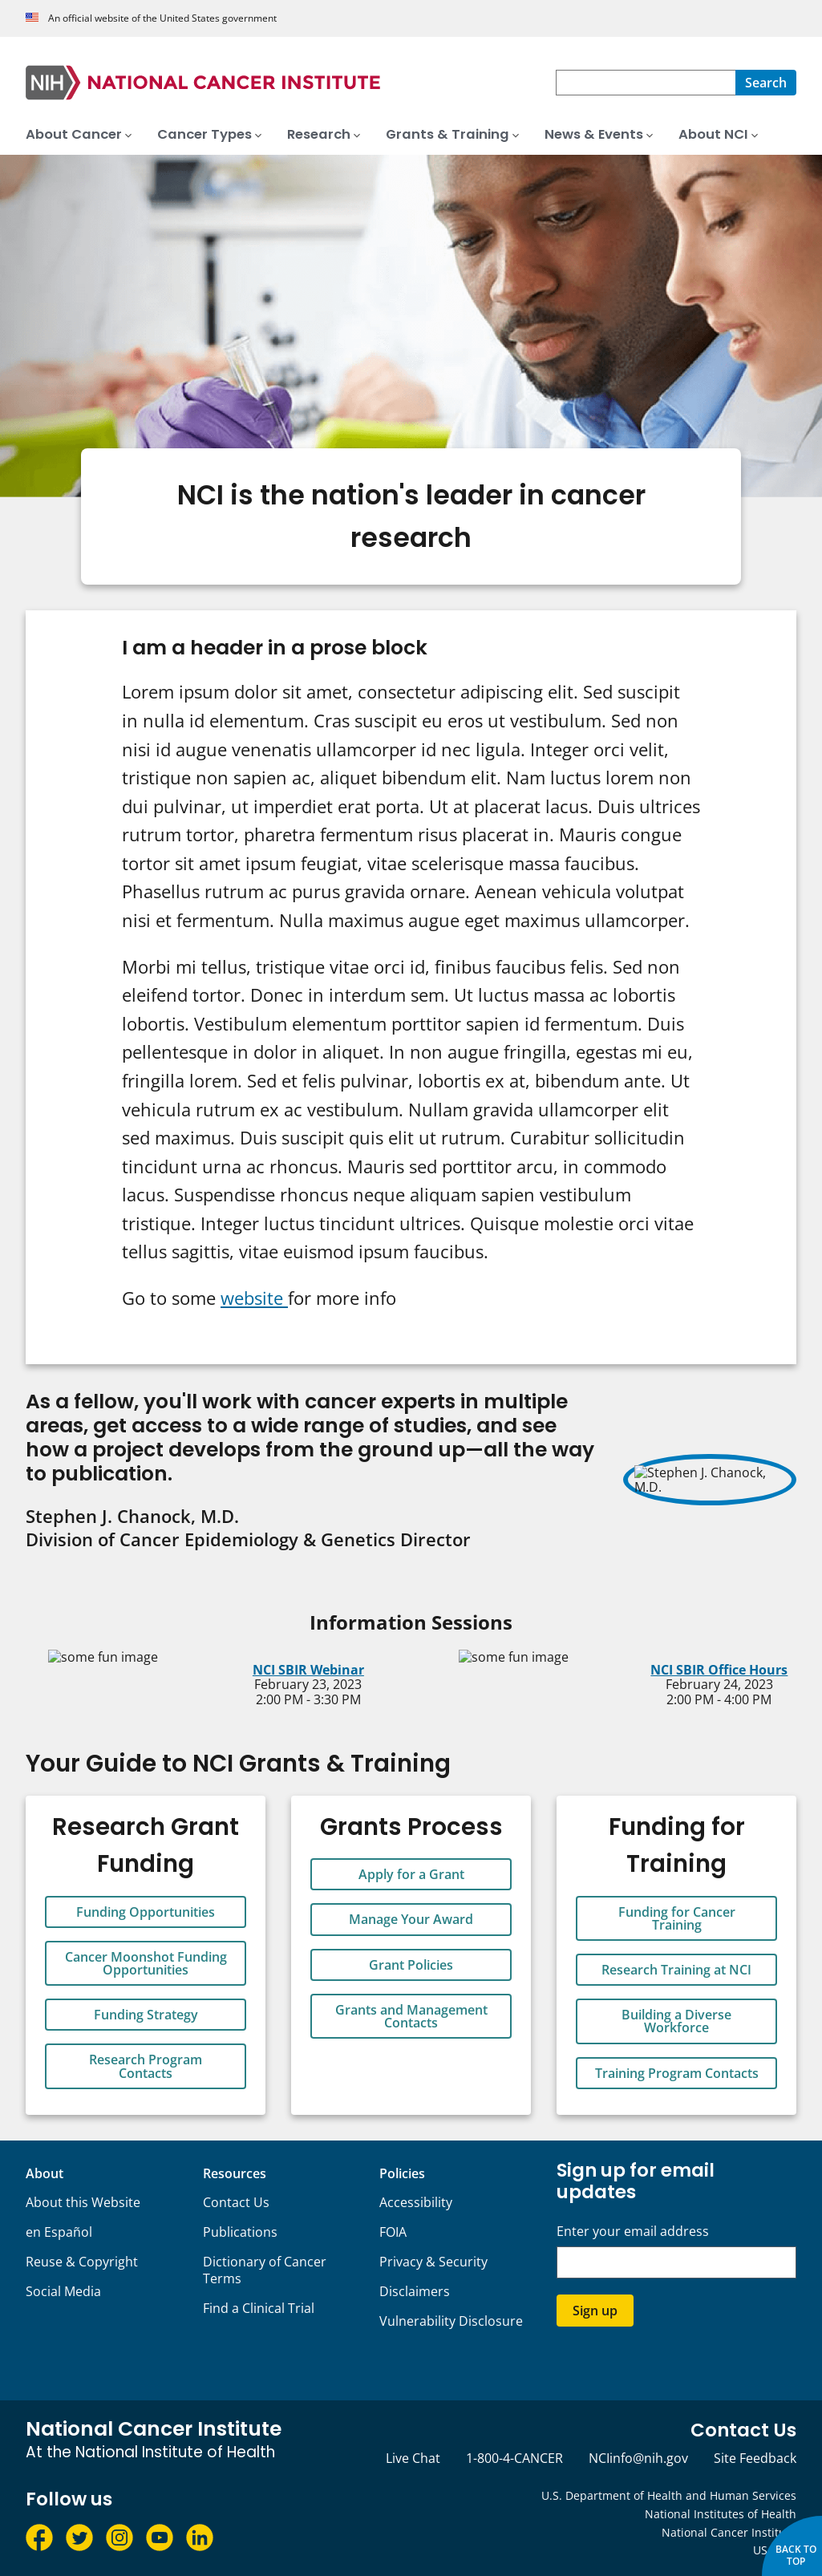 An official website of the United States government
NIH NATIONAL CANCER INSTITUTE
Search
About Cancer
Cancer Types
Research
Grants & Training
News & Events
About NCI
NCI is the nation's leader in cancer
research
I am a header in a prose block
Lorem ipsum dolor sit amet, consectetur adipiscing elit. Sed suscipit
in nulla id elementum. Cras suscipit eu eros ut vestibulum. Sed non
nisi id augue venenatis ullamcorper id nec ligula. Integer orci velit,
tristique non sapien ac, aliquet bibendum elit. Nam luctus lorem non
dui pulvinar, ut imperdiet erat porta. Ut at placerat lacus. Duis ultrices
rutrum tortor, pharetra fermentum risus placerat in. Mauris congue
tortor sit amet ipsum feugiat, vitae scelerisque massa faucibus.
Phasellus rutrum ac purus gravida ornare. Aenean vehicula volutpat
nisi et fermentum. Nulla maximus augue eget maximus ullamcorper.
Morbi mi tellus, tristique vitae orci id, finibus faucibus felis. Sed non
eleifend tortor. Donec in interdum sem. Ut luctus massa ac lobortis
lobortis. Vestibulum elementum porttitor sapien id fermentum. Duis
pellentesque in dolor in aliquet. In non augue fringilla, egestas mi eu,
fringilla lorem. Sed et felis pulvinar, lobortis ex at, bibendum ante. Ut
vehicula rutrum ex ac vestibulum. Nullam gravida ullamcorper elit
sed maximus. Duis suscipit quis elit ut rutrum. Curabitur sollicitudin
tincidunt urna ac rhoncus. Mauris sed porttitor arcu, in commodo
lacus. Suspendisse rhoncus neque aliquam sapien vestibulum
tristique. Integer luctus tincidunt ultrices. Quisque molestie orci vitae
tellus sagittis, vitae euismod ipsum faucibus.
Go to some website for more info
As a fellow, you'll work with cancer experts in multiple
areas, get access to a wide range of studies, and see
how a project develops from the ground up—all the way
to publication.
Stephen J. Chanock, M.D.
Division of Cancer Epidemiology & Genetics Director
Stephen J. Chanock,
M.D.
Information Sessions
some fun image
NCI SBIR Webinar
February 23, 2023
2:00 PM - 3:30 PM
some fun image
NCI SBIR Office Hours
February 24, 2023
2:00 PM - 4:00 PM
Your Guide to NCI Grants & Training
Research Grant
Funding
Funding Opportunities
Cancer Moonshot Funding
Opportunities
Funding Strategy
Research Program
Contacts
Grants Process
Apply for a Grant
Manage Your Award
Grant Policies
Grants and Management
Contacts
Funding for
Training
Funding for Cancer
Training
Research Training at NCI
Building a Diverse
Workforce
Training Program Contacts
About
About this Website
en Español
Reuse & Copyright
Social Media
Resources
Contact Us
Publications
Dictionary of Cancer
Terms
Find a Clinical Trial
Policies
Accessibility
FOIA
Privacy & Security
Disclaimers
Vulnerability Disclosure
Sign up for email
updates
Enter your email address
Sign up
National Cancer Institute
At the National Institute of Health
Contact Us
Live Chat
1-800-4-CANCER
NCIinfo@nih.gov
Site Feedback
Follow us
U.S. Department of Health and Human Services
National Institutes of Health
National Cancer
BACK TO
TOP